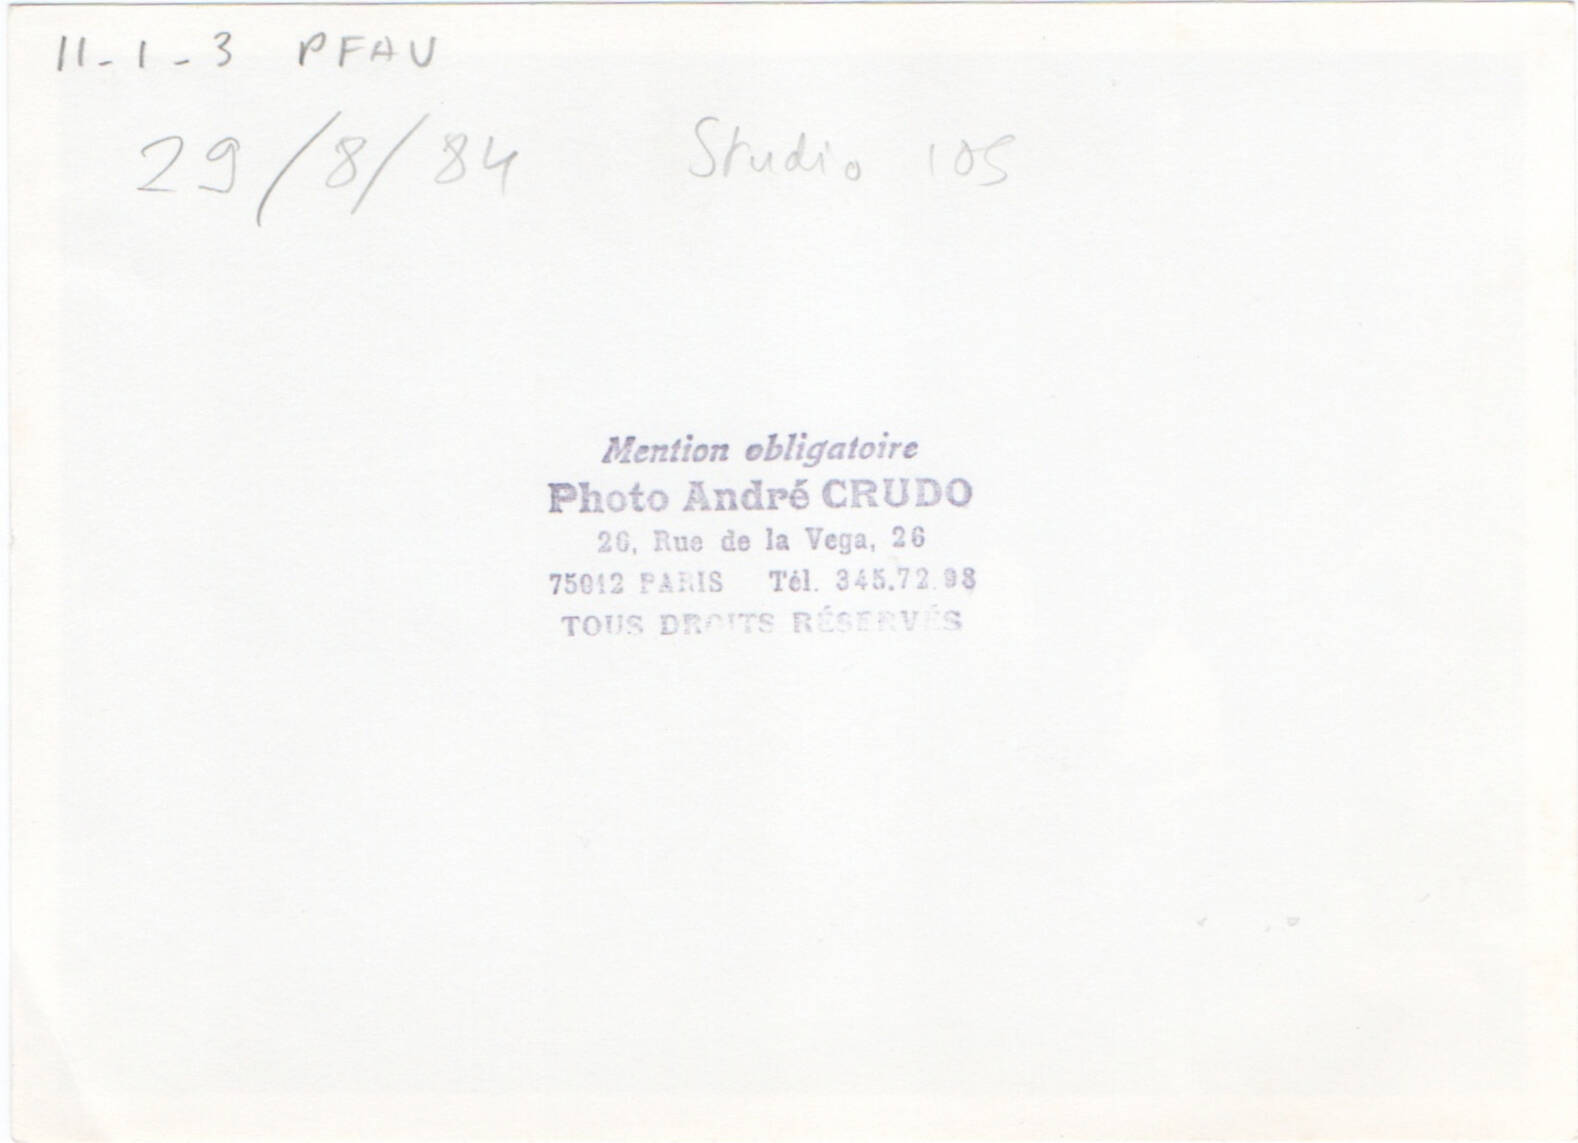 11-1-3 PFAU
29/8/84 Studio 105
Mention obligatoire
Photo André CRUDO
26, Rue de la Vega, 26
75012 PARIS Tél. 345.72.98
TOUS DROITS RÉSERVÉS